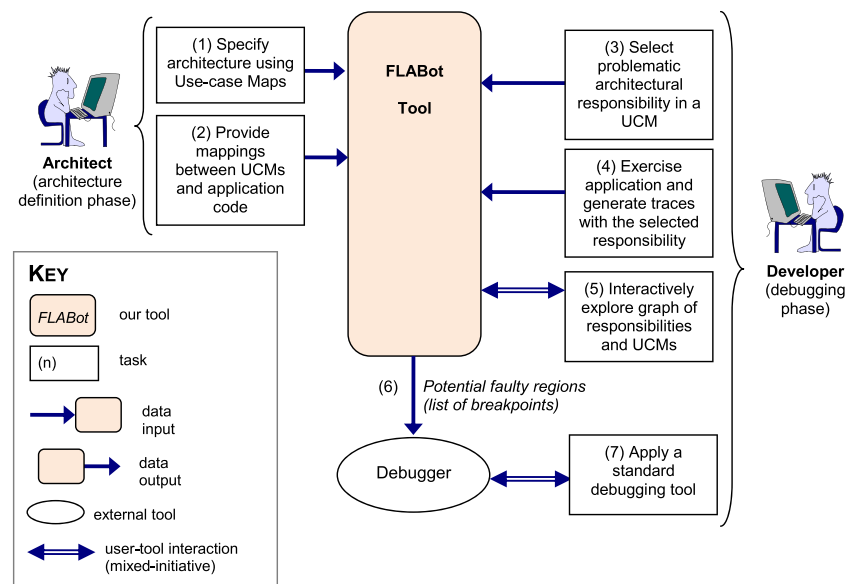 (1) Specify
architecture using
Use-case Maps
(2) Provide
mappings
between UCMs
and application
code
Architect
(architecture
definition phase)
FLABot
Tool
(3) Select
problematic
architectural
responsibility in a
UCM
(4) Exercise
application and
generate traces
with the selected
responsibility
(5) Interactively
explore graph of
responsibilities
and UCMs
Developer
(debugging
phase)
(6)
Potential faulty regions
(list of breakpoints)
Debugger
(7) Apply a
standard
debugging tool
KEY
FLABot
our tool
(n)
task
data
input
data
output
external tool
user-tool interaction
(mixed-initiative)